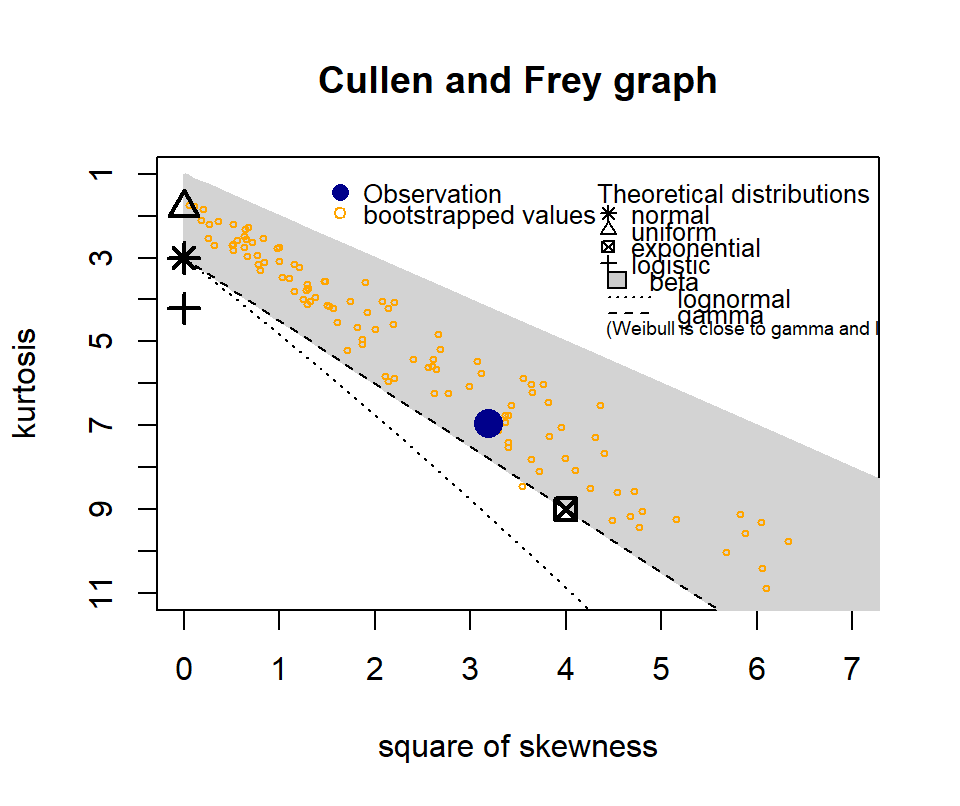 Cullen and Frey graph
Observation
bootstrapped values
Theoretical distributions
normal
uniform
exponential
logistic
beta
lognormal
gamma
(Weibull is close to gamma and l
kurtosis
1
3
5
7
9
11
0 1 2 3 4 5 6 7
square of skewness